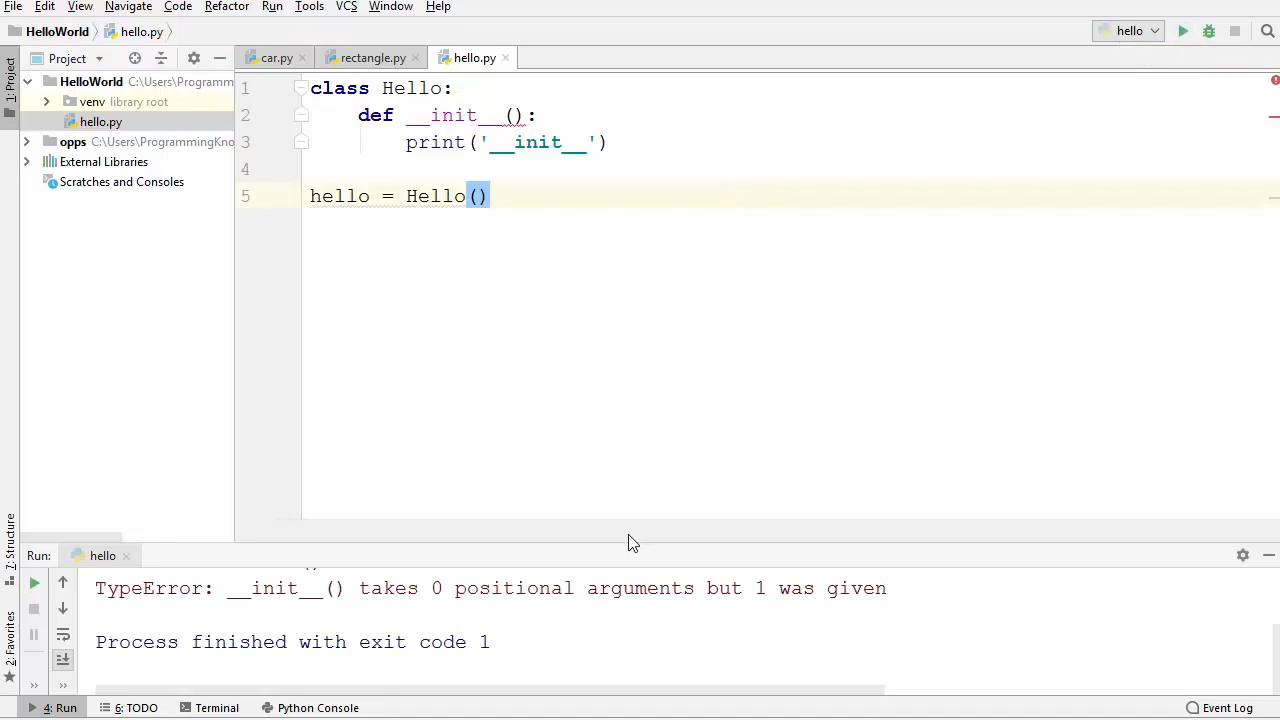 File Edit View Navigate Code Refactor Run Tools VCS Window Help
HelloWorld hello.py hello
1: Project
Project car.py rectangle.py hello.py
HelloWorld C:\Users\Programm
venv library root
hello.py
opps C:\Users\ProgrammingKno
External Libraries
Scratches and Consoles
1 class Hello:
2 def __init__():
3 print('__init__')
4
5 hello = Hello()
7: Structure
2: Favorites
Run: hello
TypeError: __init__() takes 0 positional arguments but 1 was given
Process finished with exit code 1
4: Run 6: TODO Terminal Python Console Event Log